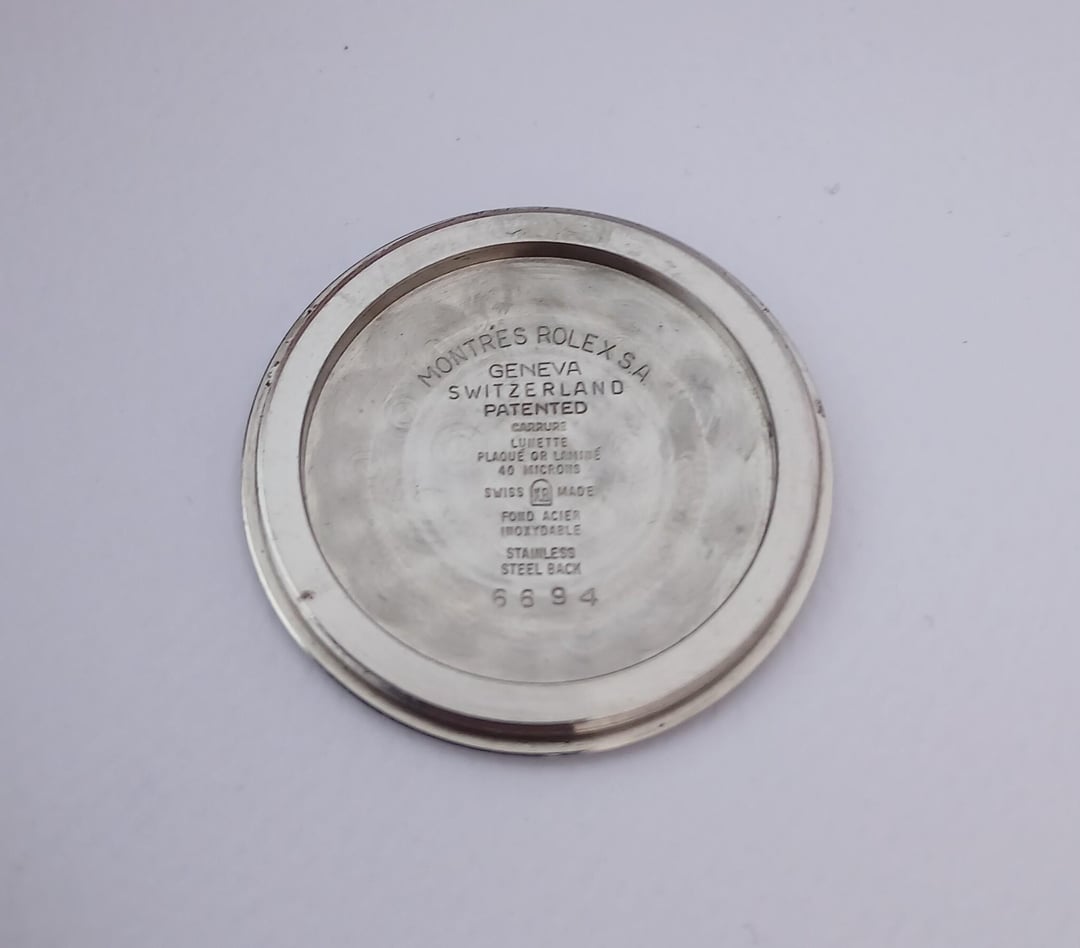 MONTRES ROLEX S.A.
GENEVA
SWITZERLAND
PATENTED
CARRURE
LUNETTE
PLAQUÉ OR LAMINÉ
40 MICRONS
SWISS MADE
FOND ACIER
INOXYDABLE
STAINLESS
STEEL BACK
6694